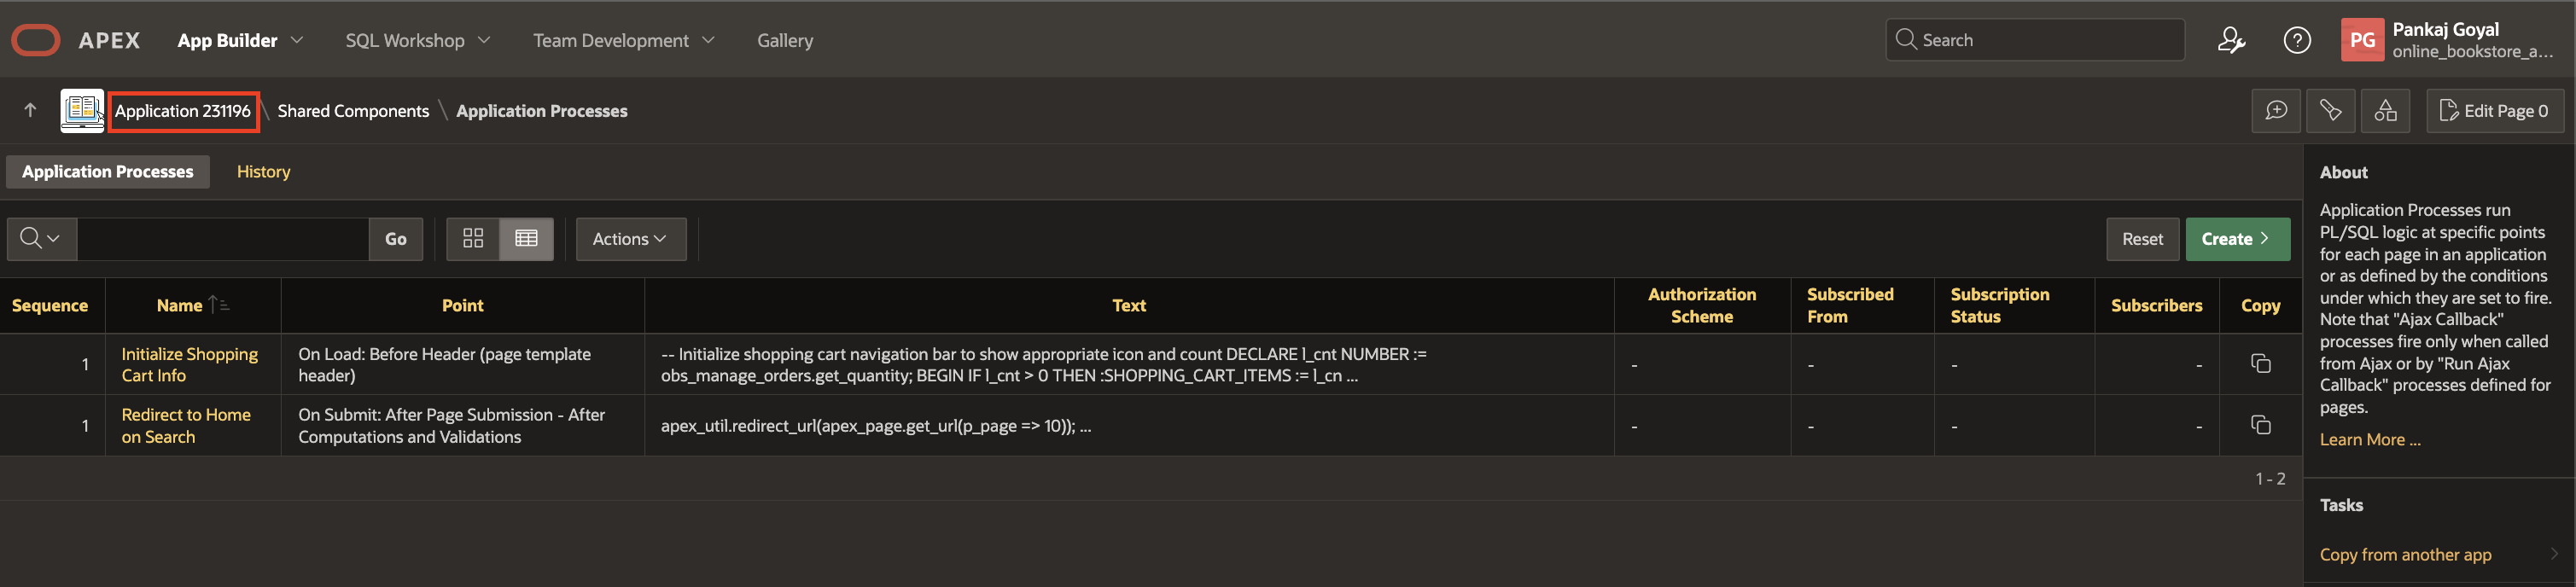 APEX
App Builder
SQL Workshop
Team Development
Gallery
Search
PG
Pankaj Goyal
online_bookstore_a...
Application 231196 \ Shared Components \ Application Processes
Edit Page 0
Application Processes
History
Go
Actions
Reset
Create
Sequence
Name
Point
Text
Authorization
Scheme
Subscribed
From
Subscription
Status
Subscribers
Copy
1
Initialize Shopping
Cart Info
On Load: Before Header (page template
header)
-- Initialize shopping cart navigation bar to show appropriate icon and count DECLARE l_cnt NUMBER :=
obs_manage_orders.get_quantity; BEGIN IF l_cnt > 0 THEN :SHOPPING_CART_ITEMS := l_cn ...
-
-
-
-
1
Redirect to Home
on Search
On Submit: After Page Submission - After
Computations and Validations
apex_util.redirect_url(apex_page.get_url(p_page => 10)); ...
-
-
-
-
1 - 2
About
Application Processes run
PL/SQL logic at specific points
for each page in an application
or as defined by the conditions
under which they are set to fire.
Note that "Ajax Callback"
processes fire only when called
from Ajax or by "Run Ajax
Callback" processes defined for
pages.
Learn More ...
Tasks
Copy from another app